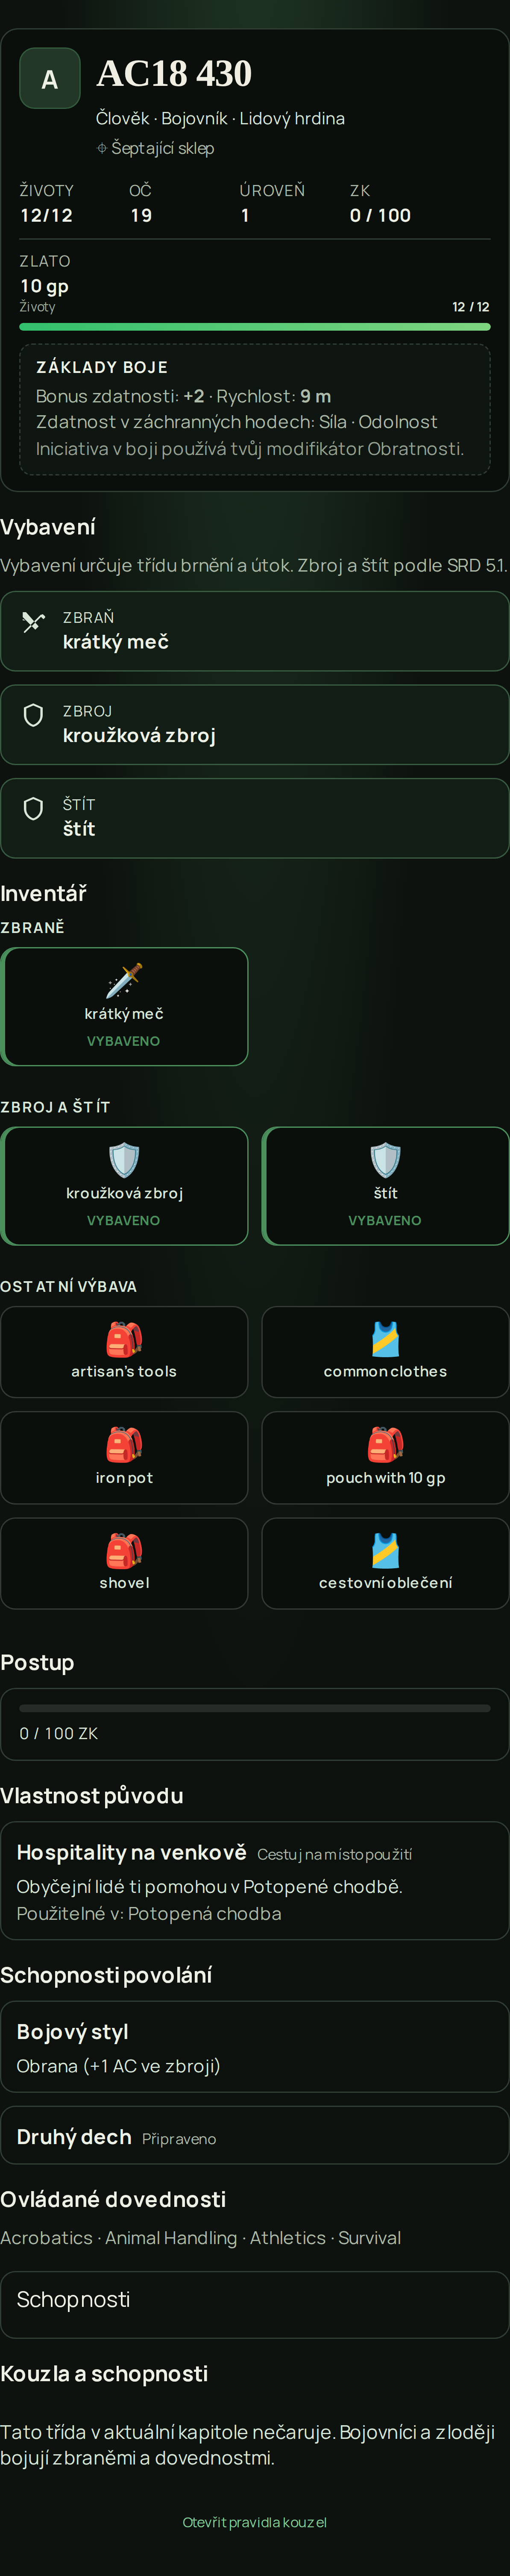 A
AC18 430
Člověk · Bojovník · Lidový hrdina
Šeptající sklep
ŽIVOTY OČ ÚROVEŇ ZK
12/12 19 1 0 / 100
ZLATO
10 gp
Životy 12 / 12
ZÁKLADY BOJE
Bonus zdatnosti: +2 · Rychlost: 9 m
Zdatnost v záchranných hodech: Síla · Odolnost
Iniciativa v boji používá tvůj modifikátor Obratnosti.
Vybavení
Vybavení určuje třídu brnění a útok. Zbroj a štít podle SRD 5.1.
ZBRAŇ
krátký meč
ZBROJ
kroužková zbroj
ŠTÍT
štít
Inventář
ZBRANĚ
krátký meč
VYBAVENO
ZBROJ A ŠTÍT
kroužková zbroj štít
VYBAVENO VYBAVENO
OSTATNÍ VÝBAVA
artisan's tools common clothes
iron pot pouch with 10 gp
shovel cestovní oblečení
Postup
0 / 100 ZK
Vlastnost původu
Hospitality na venkově Cestuj na místo použití
Obyčejní lidé ti pomohou v Potopené chodbě.
Použitelné v: Potopená chodba
Schopnosti povolání
Bojový styl
Obrana (+1 AC ve zbroji)
Druhý dech Připraveno
Ovládané dovednosti
Acrobatics · Animal Handling · Athletics · Survival
Schopnosti
Kouzla a schopnosti
Tato třída v aktuální kapitole nečaruje. Bojovníci a zloději
bojují zbraněmi a dovednostmi.
Otevřít pravidla kouzel